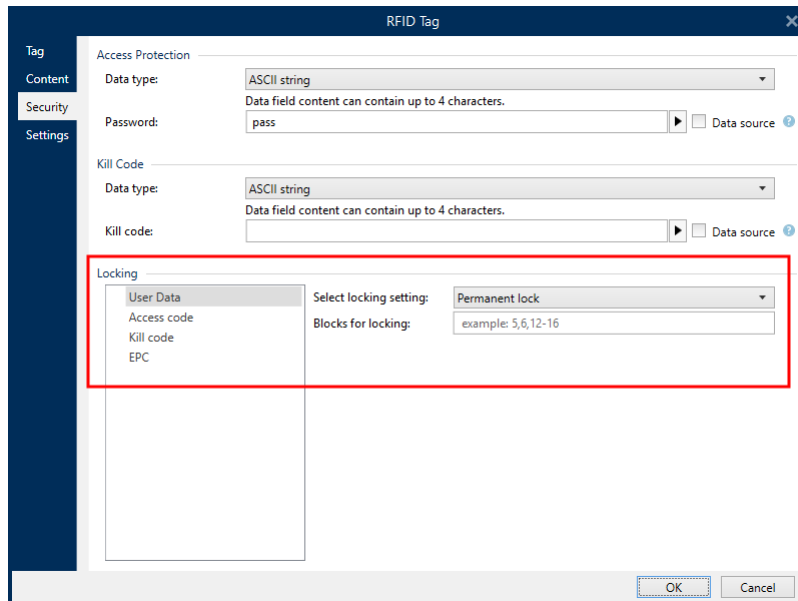 RFID Tag
Tag
Content
Security
Settings
Access Protection
Data type: ASCII string
Data field content can contain up to 4 characters.
Password: pass Data source
Kill Code
Data type: ASCII string
Data field content can contain up to 4 characters.
Kill code: Data source
Locking
User Data
Access code
Kill code
EPC
Select locking setting: Permanent lock
Blocks for locking: example: 5,6,12-16
OK Cancel